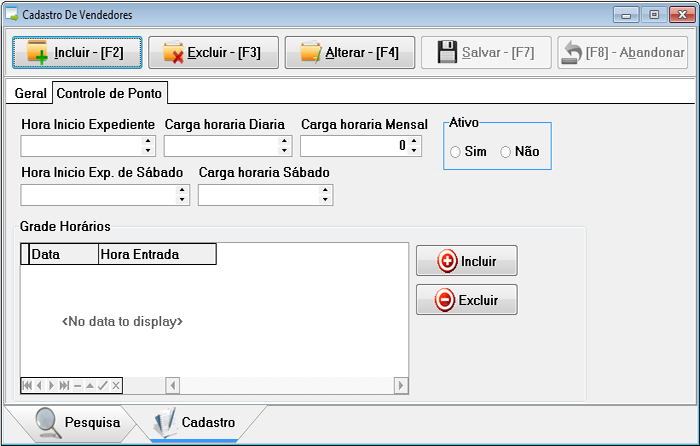 Cadastro De Vendedores
Incluir - [F2] Excluir - [F3] Alterar - [F4] Salvar - [F7] [F8] - Abandonar
Geral Controle de Ponto
Hora Inicio Expediente Carga horaria Diaria Carga horaria Mensal Ativo
0 Sim Não
Hora Inicio Exp. de Sábado Carga horaria Sábado
Grade Horários
Data Hora Entrada
Incluir
Excluir
<No data to display>
Pesquisa Cadastro